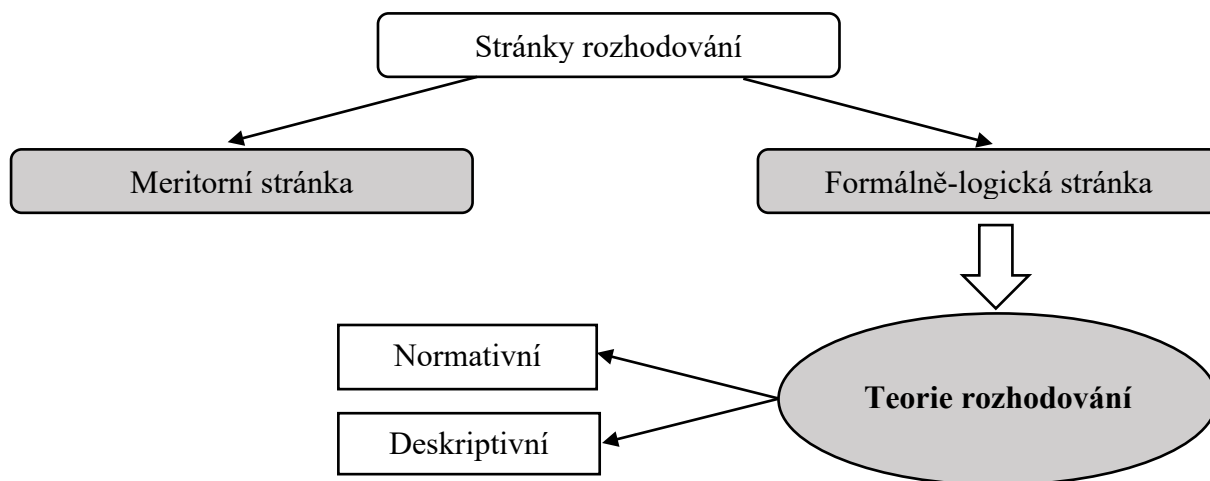 Stránky rozhodování
Meritorní stránka
Formálně-logická stránka
Normativní
Teorie rozhodování
Deskriptivní